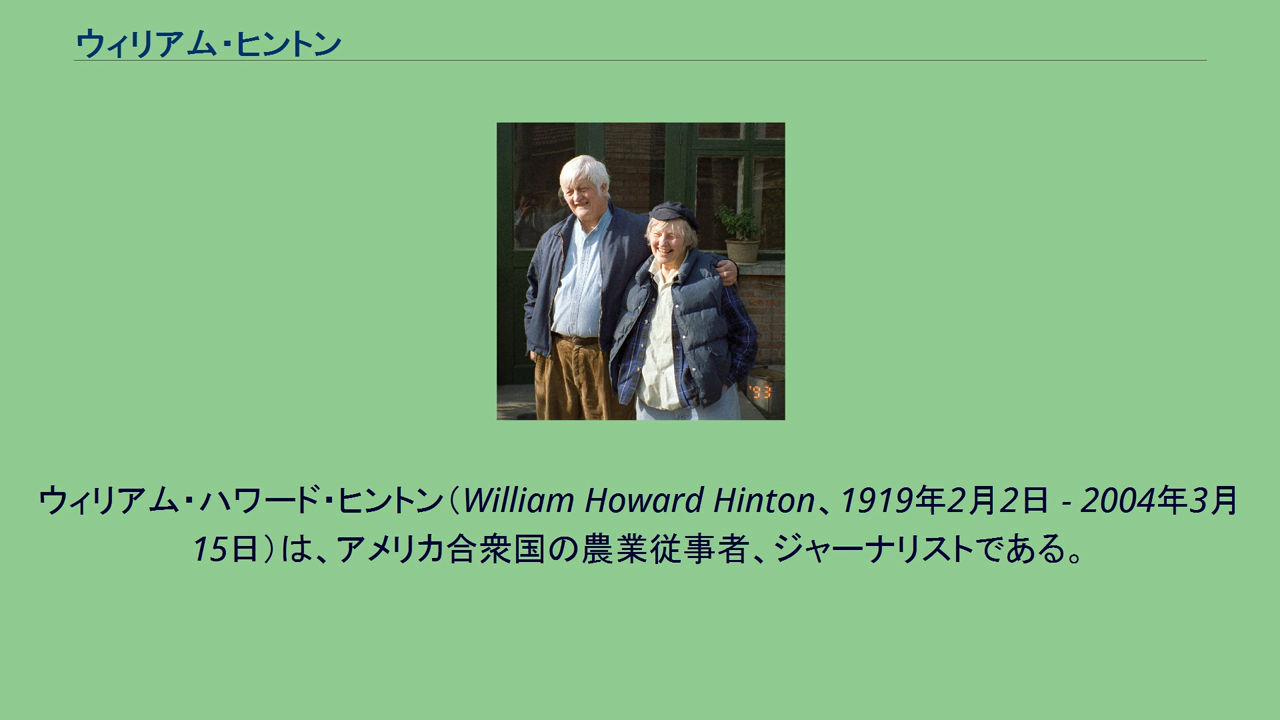 ウィリアム・ヒントン
'93
ウィリアム・ハワード・ヒントン（William Howard Hinton、1919年2月2日 - 2004年3月
15日）は、アメリカ合衆国の農業従事者、ジャーナリストである。